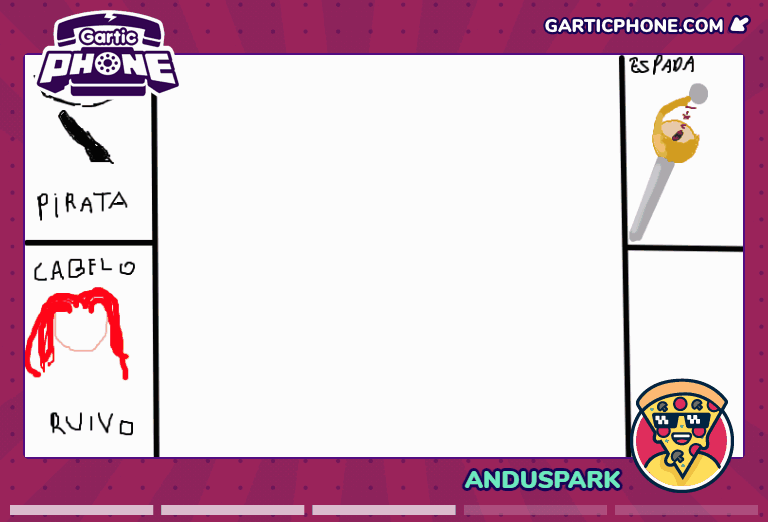 Gartic
PHONE
GARTICPHONE.COM
ESPADA
PIRATA
CABELO
RUIVO
ANDUSPARK